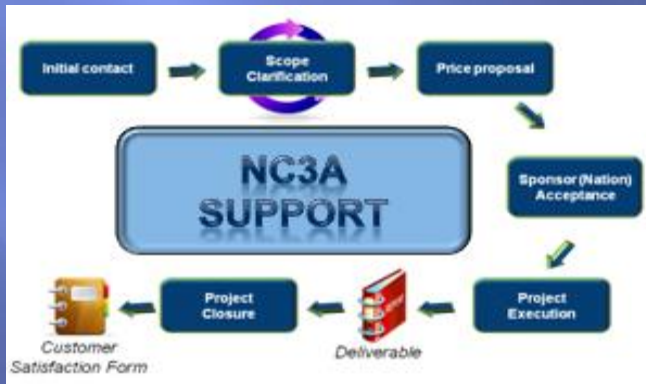 Initial contact
Scope
Clarification
Price proposal
NC3A
SUPPORT
Sponsor (Nation)
Acceptance
Project
Execution
Deliverable
Project
Closure
Customer
Satisfaction Form